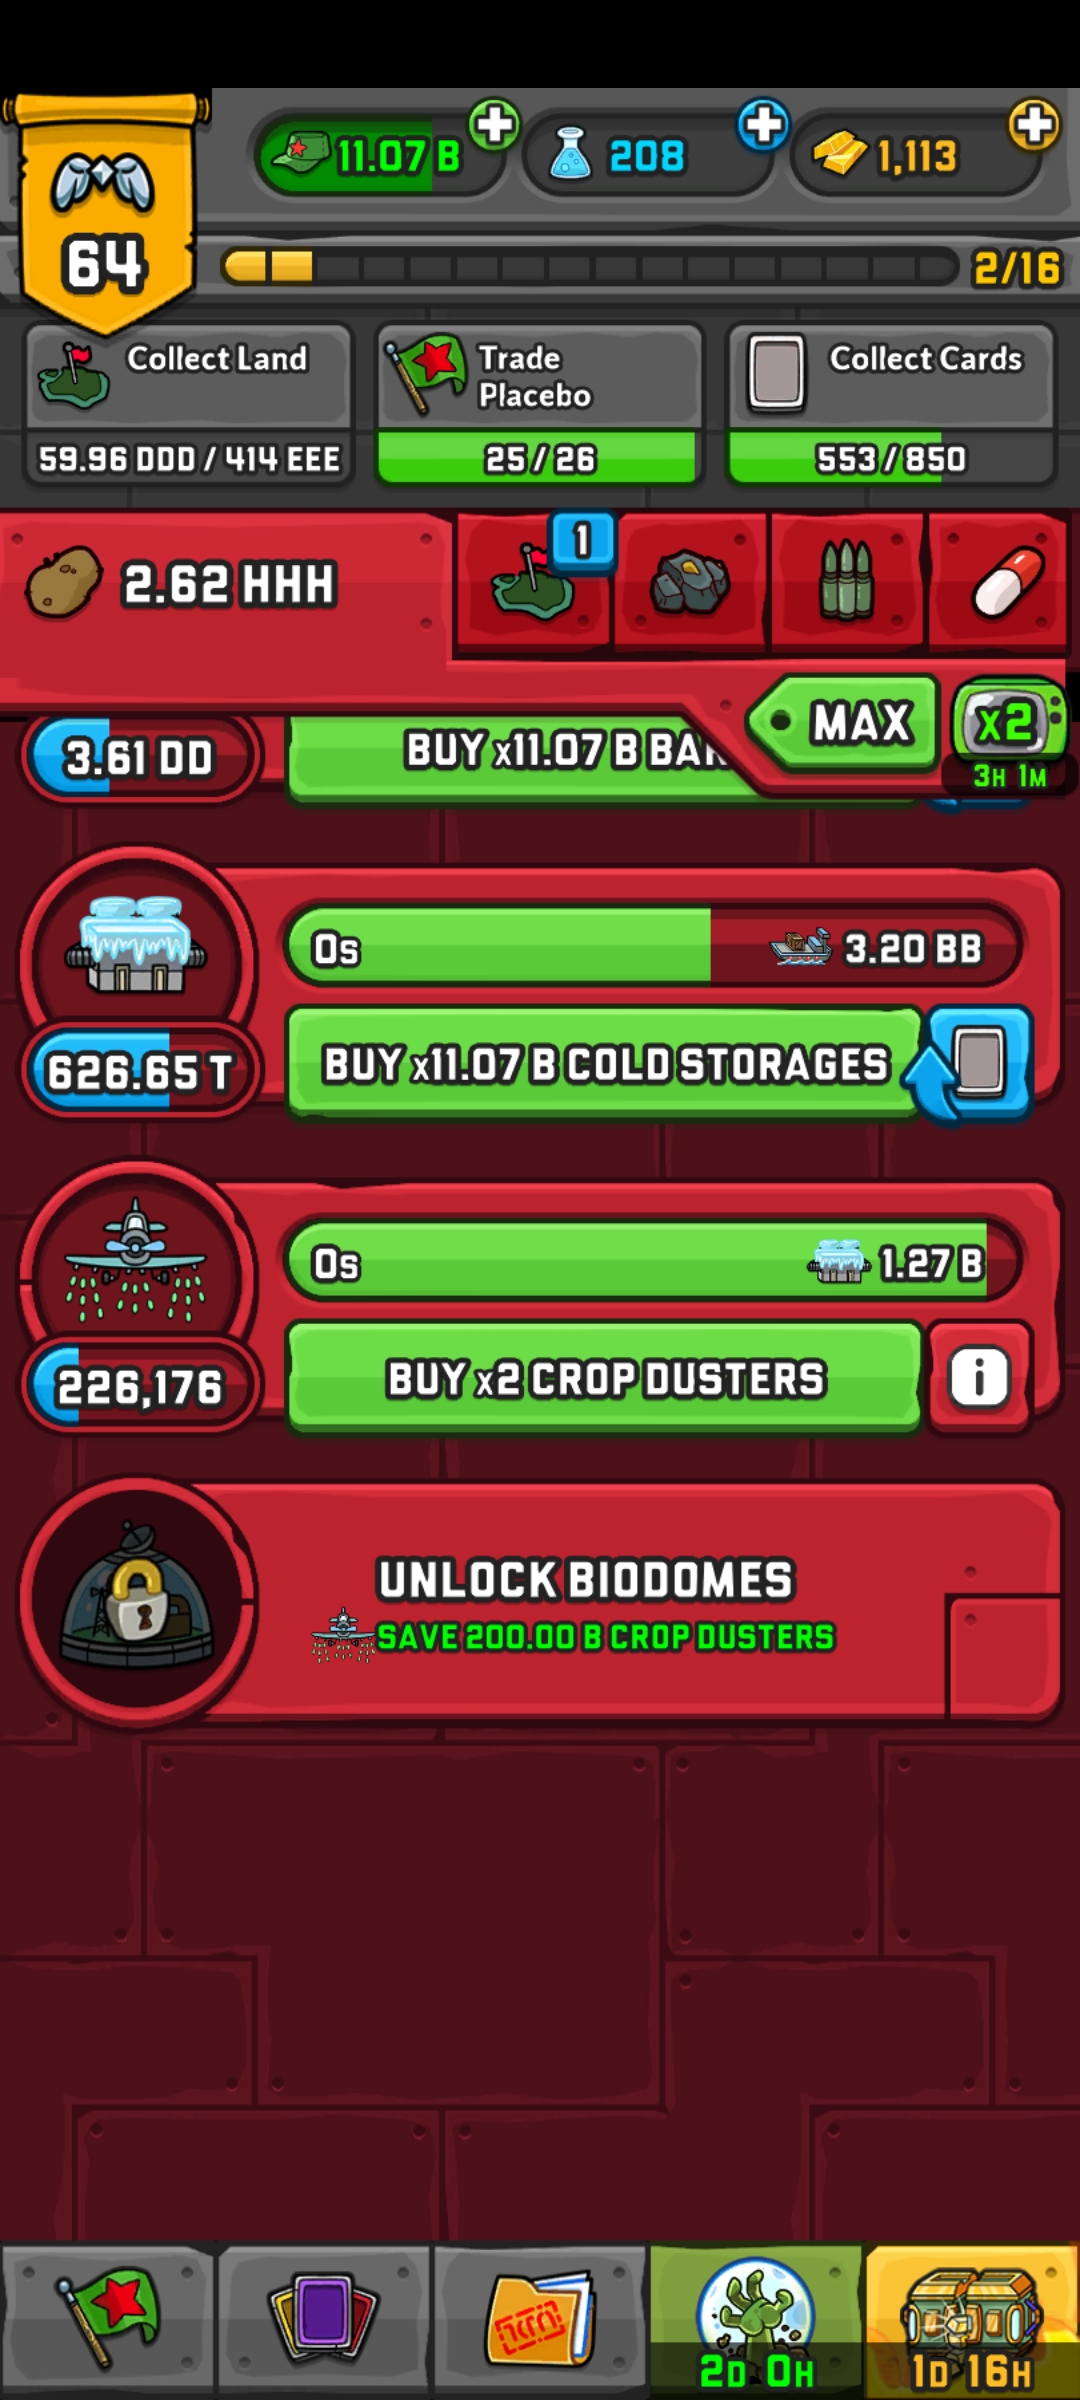 11.07 B
208
1,113
64
2/16
Collect Land
59.96 DDD / 414 EEE
Trade
Placebo
25 / 26
Collect Cards
553 / 850
2.62 HHH
1
MAX
x2
3H 1M
3.61 DD
BUY x11.07 B
0s
3.20 BB
626.65 T
BUY x11.07 B COLD STORAGES
0s
1.27 B
226,176
BUY x2 CROP DUSTERS
i
UNLOCK BIODOMES
SAVE 200.00 B CROP DUSTERS
2D 0H
1D 16H